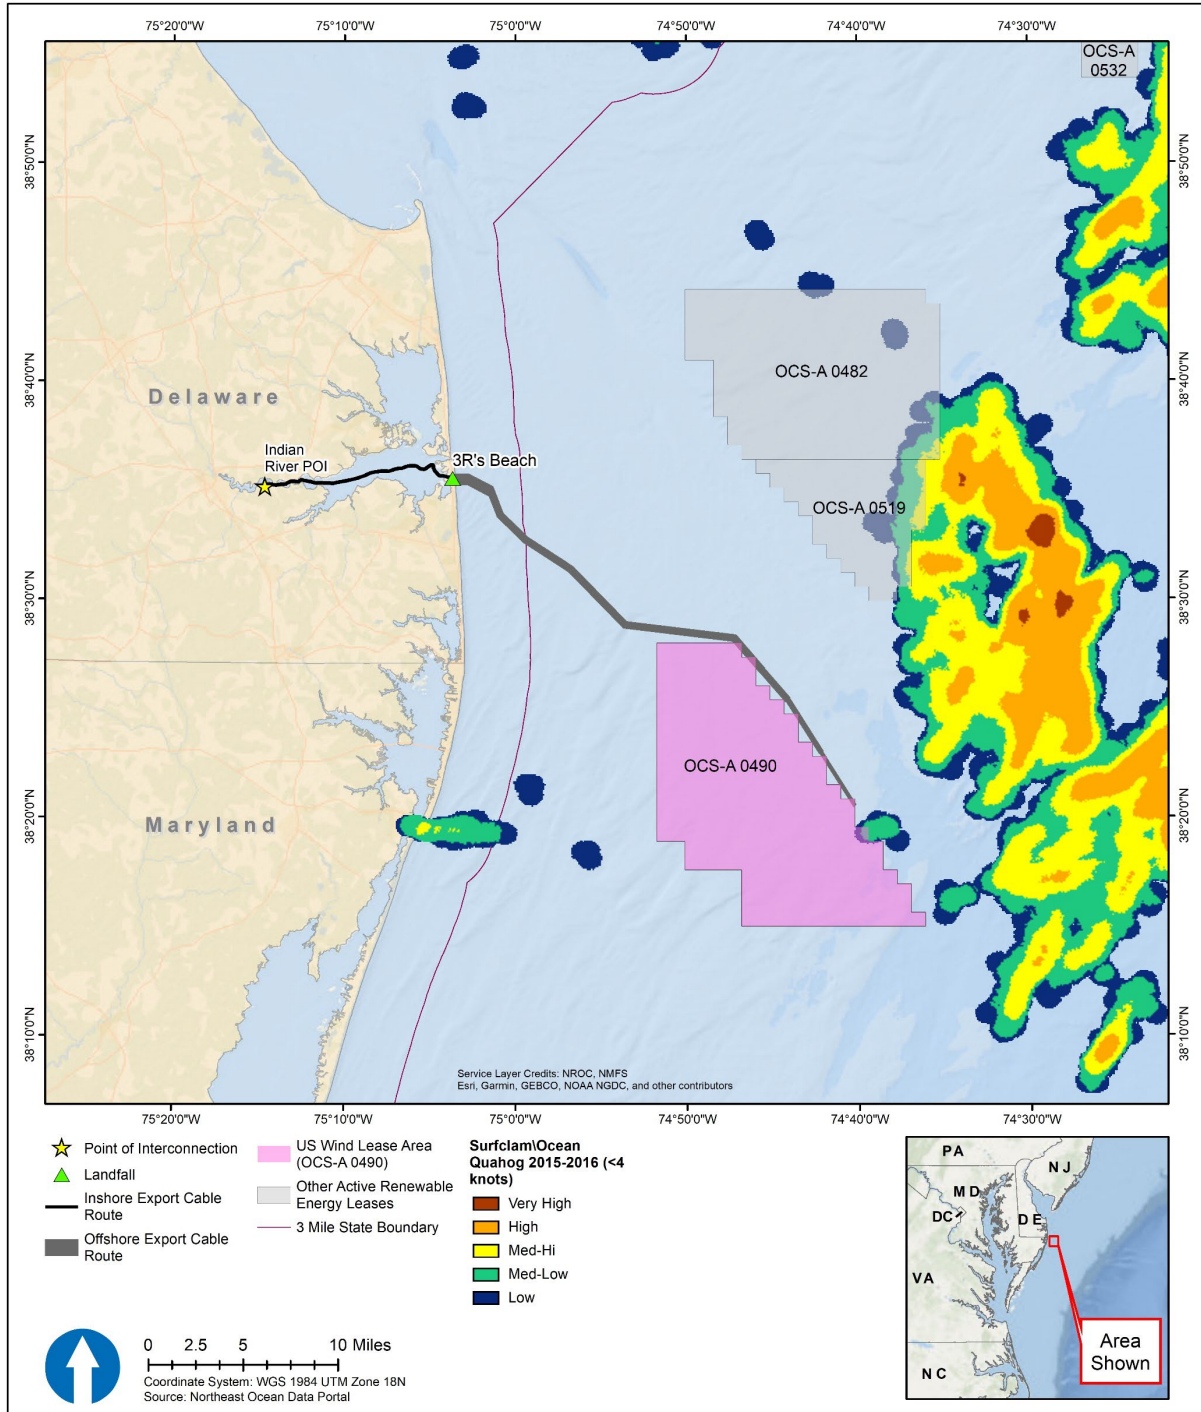 75°20'0"W 75°10'0"W 75°0'0"W 74°50'0"W 74°40'0"W 74°30'0"W
OCS-A
0532
38°50'0"N 38°50'0"N
38°40'0"N 38°40'0"N
OCS-A 0482
Delaware
Indian
River POI
3R's Beach
OCS-A 0519
38°30'0"N 38°30'0"N
OCS-A 0490
38°20'0"N 38°20'0"N
Maryland
38°10'0"N 38°10'0"N
Service Layer Credits: NROC, NMFS
Esri, Garmin, GEBCO, NOAA NGDC, and other contributors
75°20'0"W 75°10'0"W 75°0'0"W 74°50'0"W 74°40'0"W 74°30'0"W
Point of Interconnection
Landfall
Inshore Export Cable
Route
Offshore Export Cable
Route
US Wind Lease Area
(OCS-A 0490)
Other Active Renewable
Energy Leases
3 Mile State Boundary
Surfclam\Ocean
Quahog 2015-2016 (<4
knots)
Very High
High
Med-Hi
Med-Low
Low
PA
NJ
MD
DC
DE
VA
NC
Area
Shown
0 2.5 5 10 Miles
Coordinate System: WGS 1984 UTM Zone 18N
Source: Northeast Ocean Data Portal